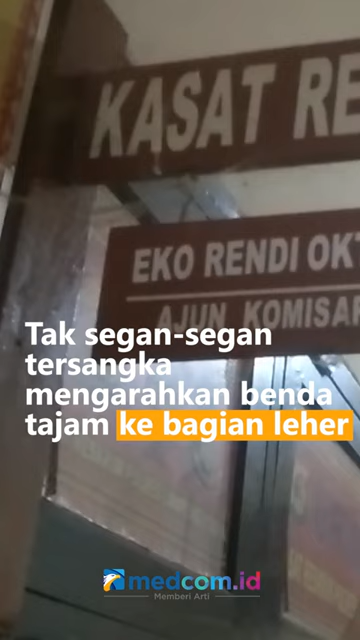 KASAT RE
EKO RENDI OKT
AJUN KOMISAR
Tak segan-segan
tersangka
mengarahkan benda
tajam ke bagian leher
medcom.id
Memberi Arti